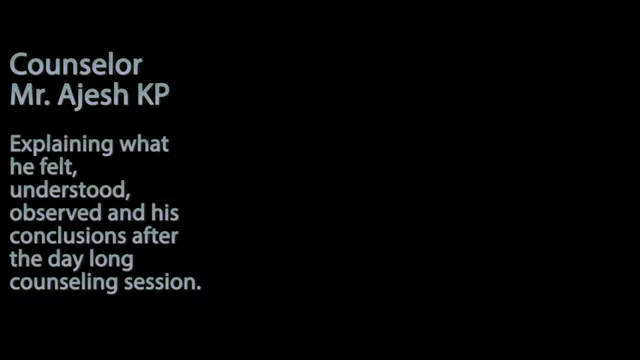 Counselor
Mr. Ajesh KP
Explaining what
he felt,
understood,
observed and his
conclusions after
the day long
counseling session.